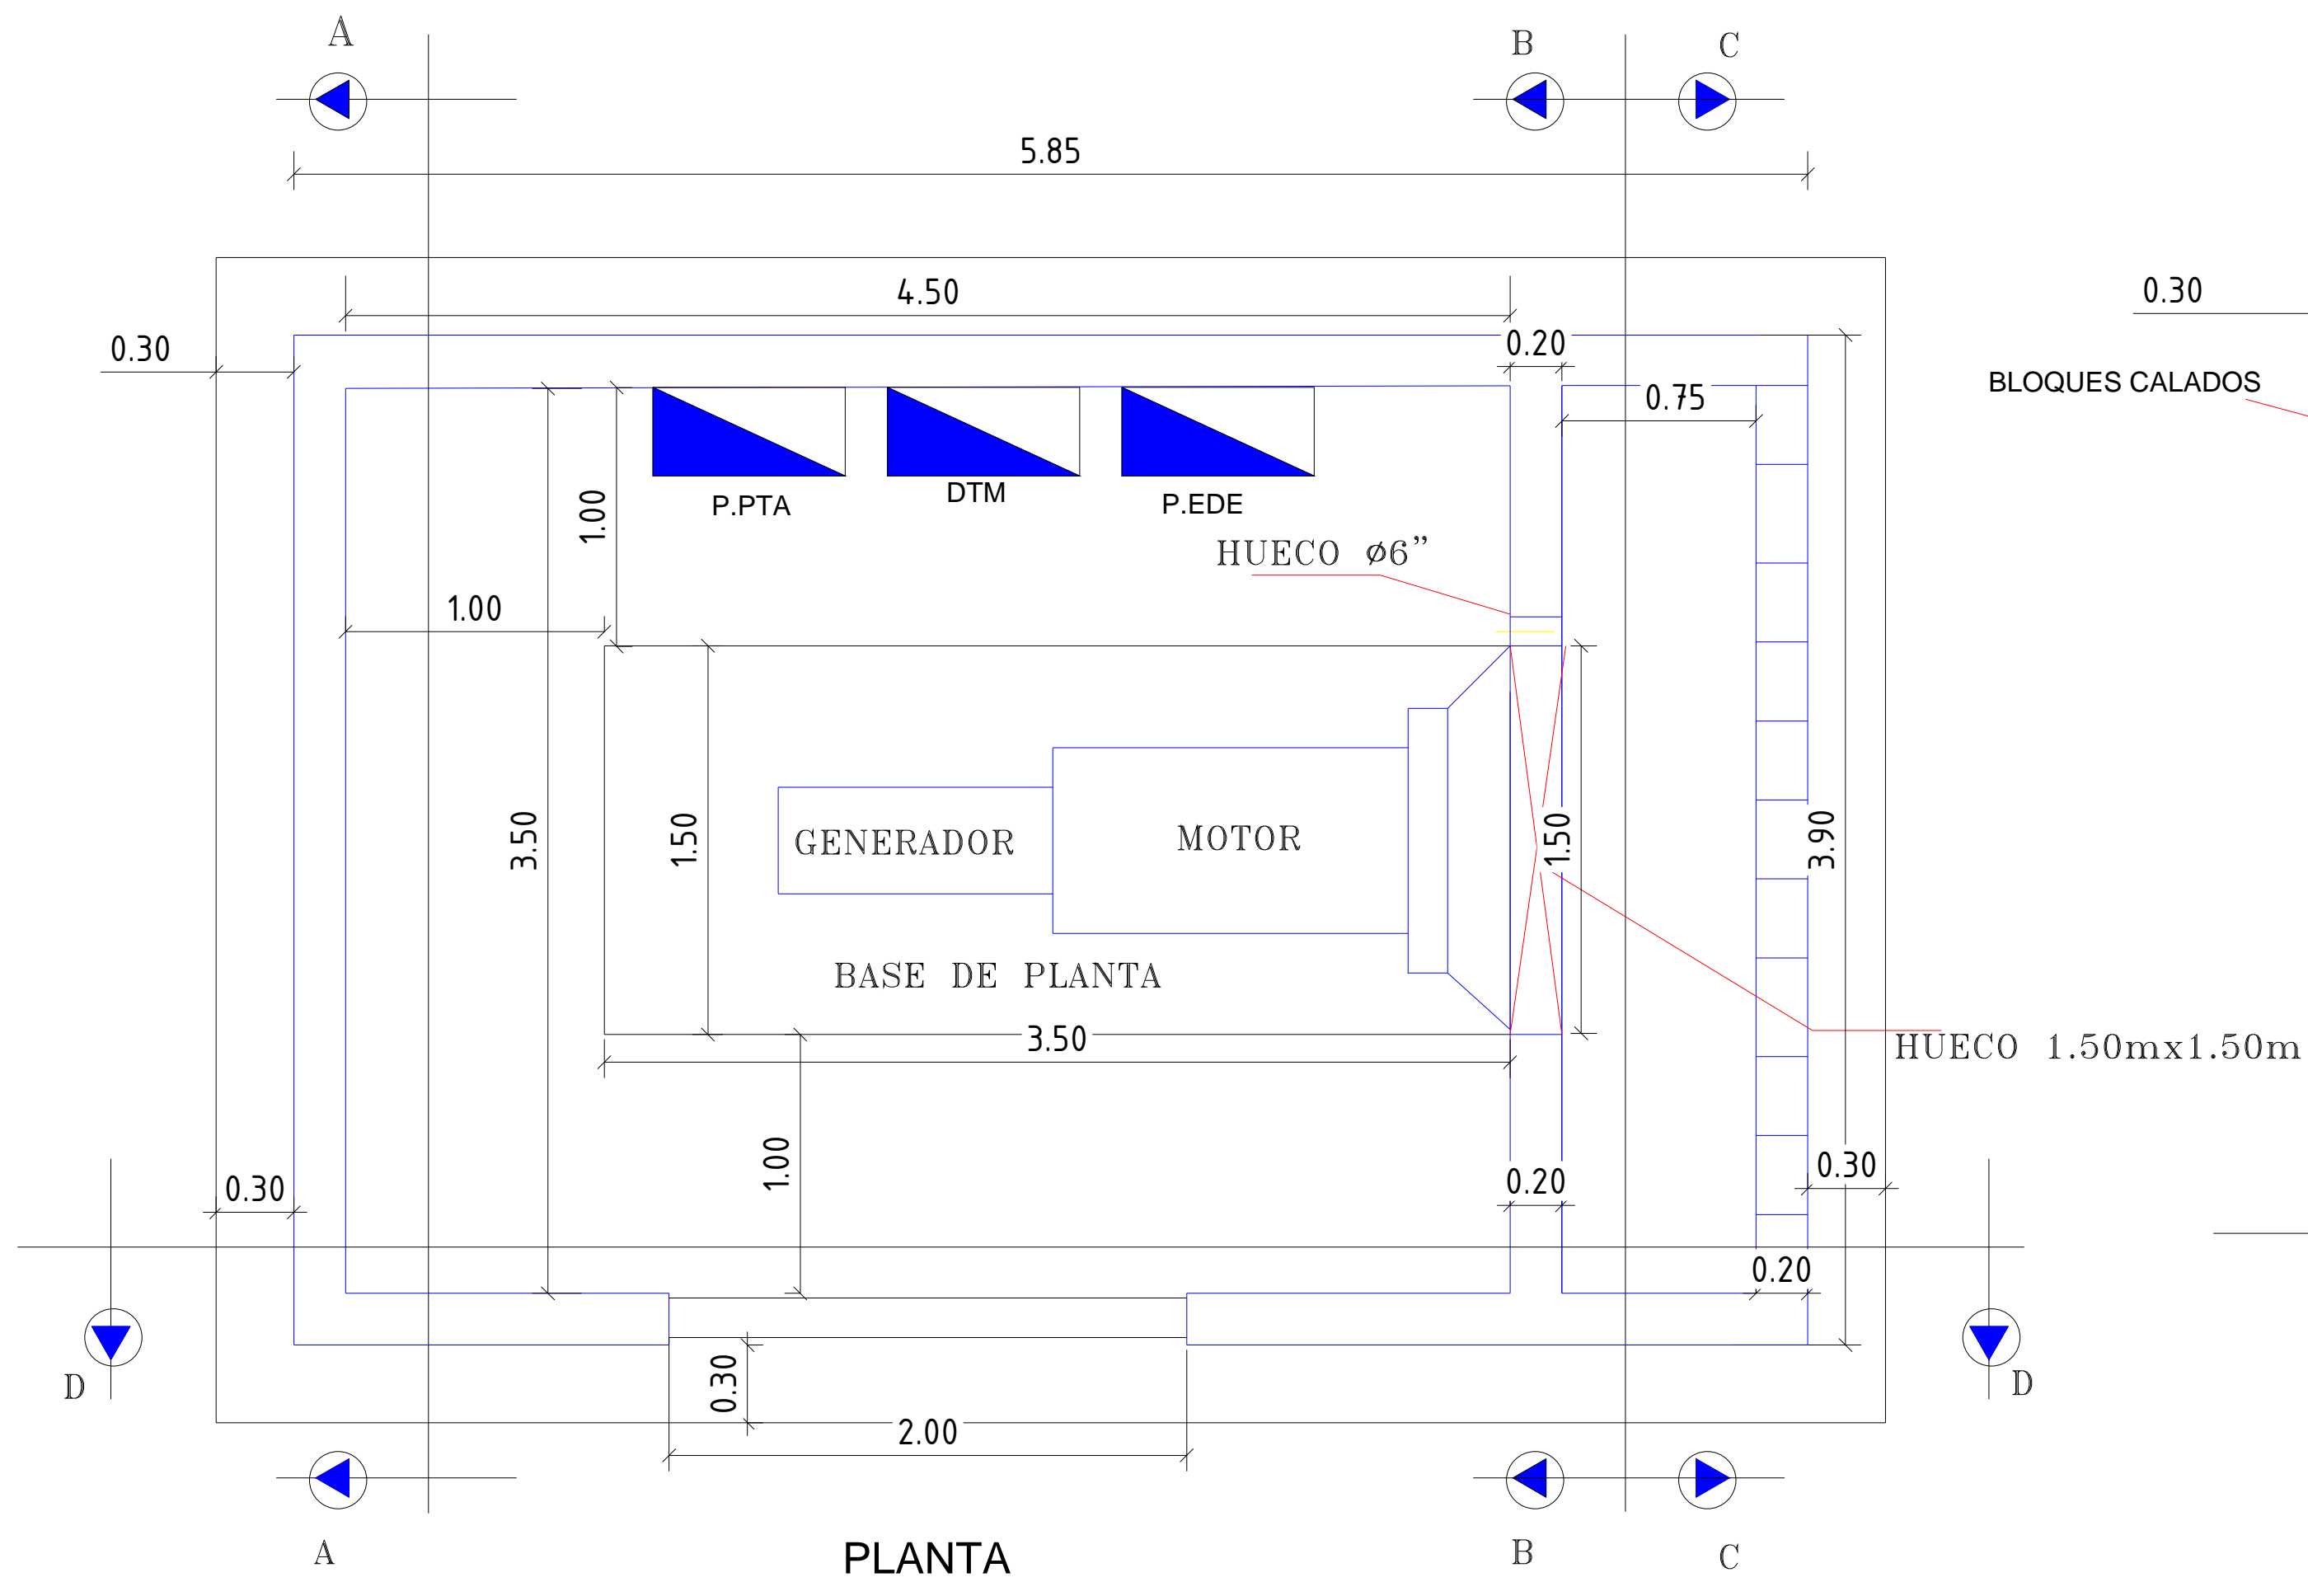 A
B
C
5.85
4.50
0.30
0.30
0.20
0.75
BLOQUES CALADOS
1.00
P.PTA
DTM
P.EDE
HUECO ø6”
1.00
3.50
1.50
GENERADOR
MOTOR
1.50
3.90
BASE DE PLANTA
3.50
HUECO 1.50mx1.50m
1.00
0.30
0.20
0.30
0.20
D
0.30
2.00
D
A
PLANTA
B
C